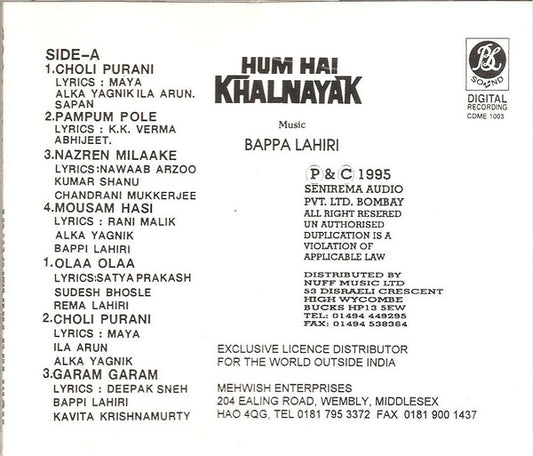 SIDE-A
1.CHOLI PURANI
LYRICS : MAYA
ALKA YAGNIK ILA ARUN.
SAPAN
2.PAMPUM POLE
LYRICS : K.K. VERMA
ABHIJEET.
3.NAZREN MILAAKE
LYRICS:NAWAAB ARZOO
KUMAR SHANU
CHANDRANI MUKKERJEE
4.MOUSAM HASI
LYRICS : RANI MALIK
ALKA YAGNIK
BAPPI LAHIRI
1.OLAA OLAA
LYRICS:SATYA PRAKASH
SUDESH BHOSLE
REMA LAHIRI
2.CHOLI PURANI
LYRICS : MAYA
ILA ARUN
ALKA YAGNIK
3.GARAM GARAM
LYRICS : DEEPAK SNEH
BAPPI LAHIRI
KAVITA KRISHNAMURTY
HUM HAI
KHALNAYAK
Music
BAPPA LAHIRI
SOUND
DIGITAL
RECORDING
CDME 1003
P & C 1995
SENIREMA AUDIO
PVT. LTD. BOMBAY
ALL RIGHT RESERED
UN AUTHORISED
DUPLICATION IS A
VIOLATION OF
APPLICABLE LAW
DISTRIBUTED BY
NUFF MUSIC LTD
53 DISRAELI CRESCENT
HIGH WYCOMBE
BUCKS HP13 5EW
TEL: 01494 449295
FAX: 01494 538364
EXCLUSIVE LICENCE DISTRIBUTOR
FOR THE WORLD OUTSIDE INDIA
MEHWISH ENTERPRISES
204 EALING ROAD, WEMBLY, MIDDLESEX
HAO 4QG, TEL 0181 795 3372 FAX 0181 900 1437